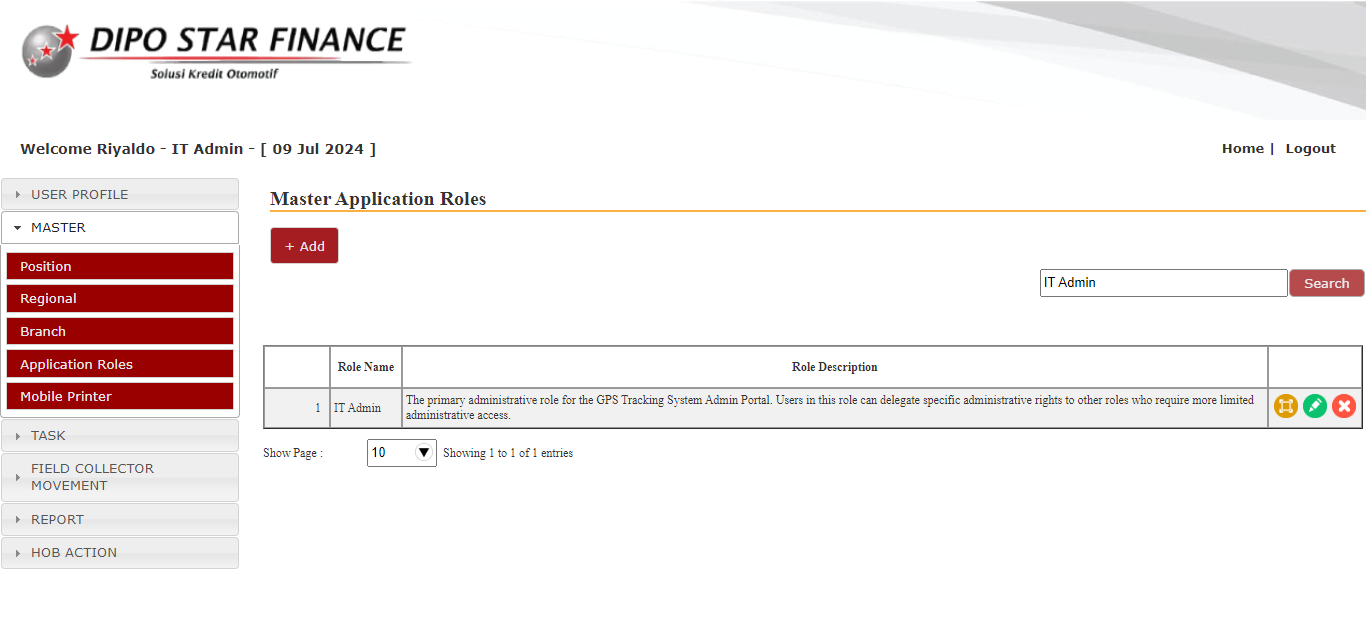 DIPO STAR FINANCE
Solusi Kredit Otomotif
Welcome Riyaldo - IT Admin - [ 09 Jul 2024 ]
Home | Logout
USER PROFILE
MASTER
Position
Regional
Branch
Application Roles
Mobile Printer
TASK
FIELD COLLECTOR
MOVEMENT
REPORT
HOB ACTION
Master Application Roles
+ Add
IT Admin Search
Role Name Role Description
1 IT Admin The primary administrative role for the GPS Tracking System Admin Portal. Users in this role can delegate specific administrative rights to other roles who require more limited
administrative access.
Show Page : 10 Showing 1 to 1 of 1 entries